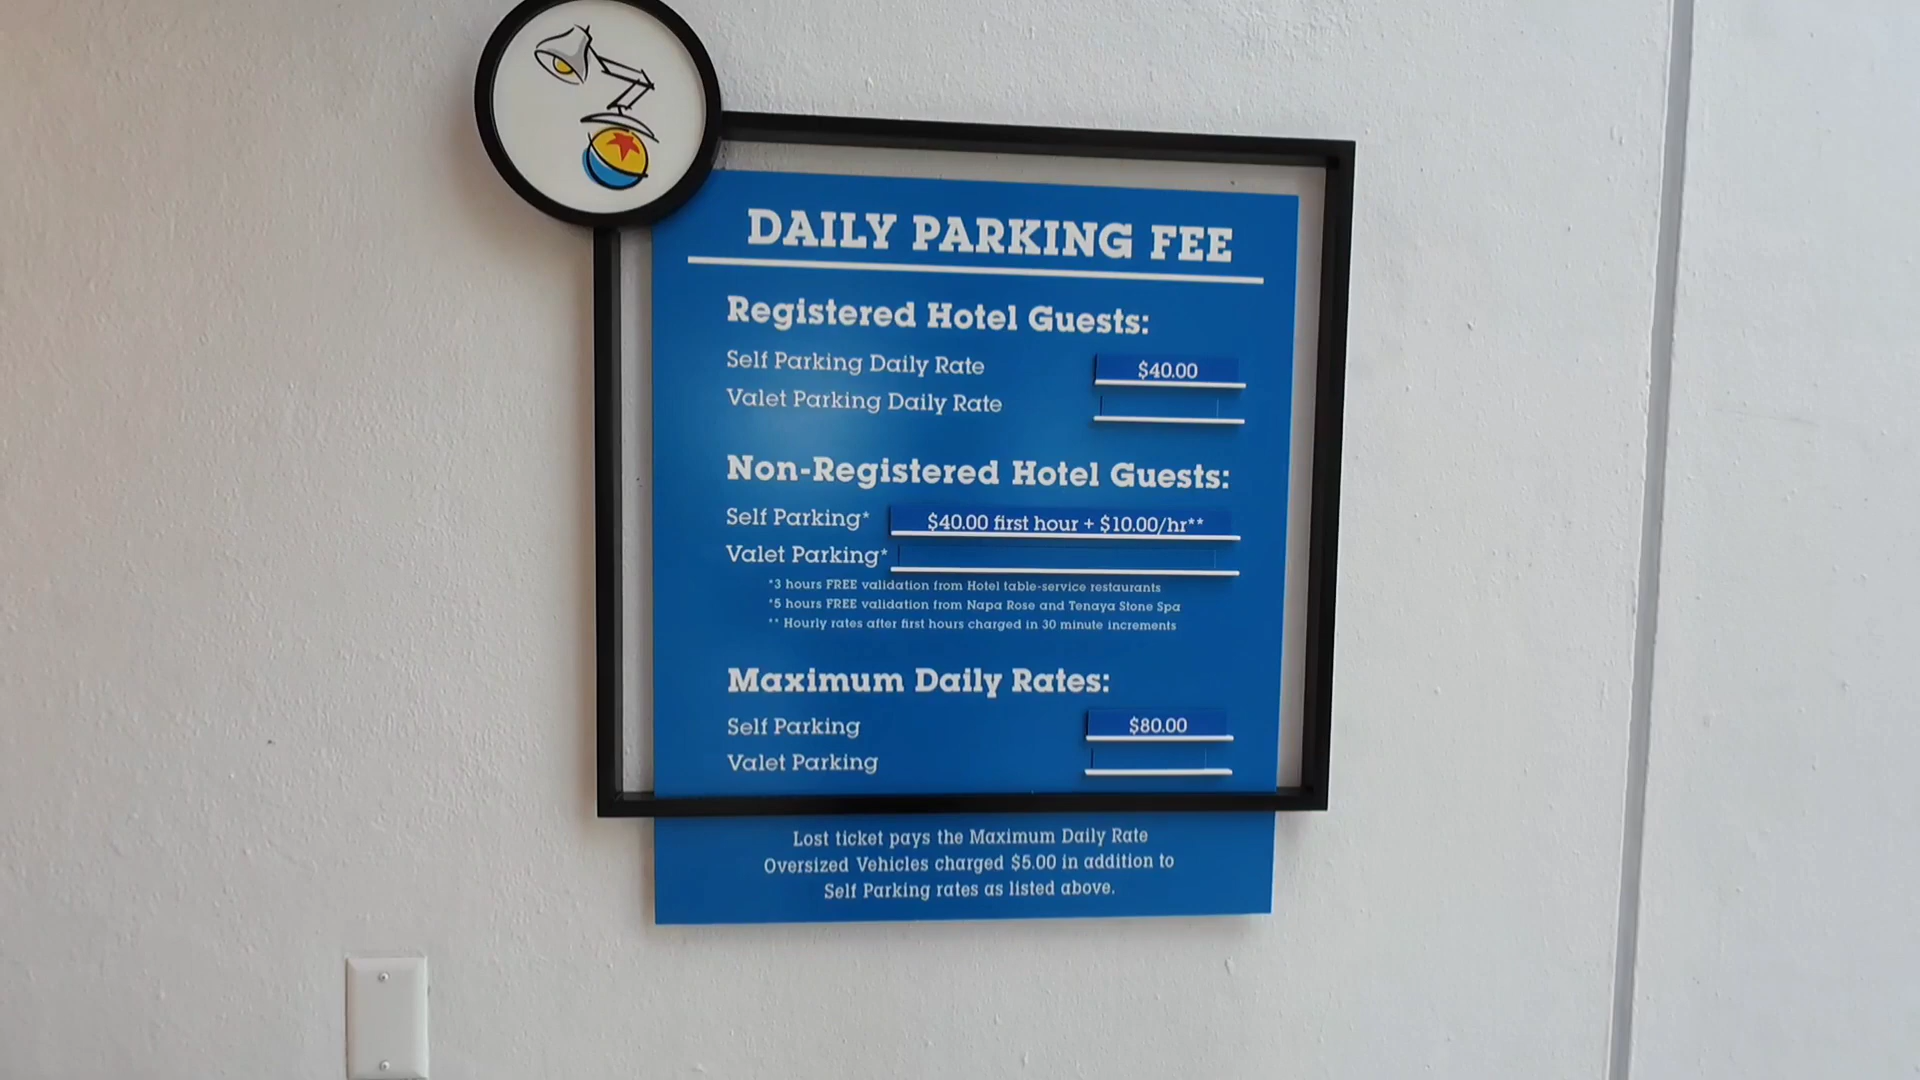 DAILY PARKING FEE
Registered Hotel Guests:
Self Parking Daily Rate $40.00
Valet Parking Daily Rate
Non-Registered Hotel Guests:
Self Parking* $40.00 first hour + $10.00/hr**
Valet Parking*
*3 hours FREE validation from Hotel table-service restaurants
*5 hours FREE validation from Napa Rose and Tenaya Stone Spa
** Hourly rates after first hours charged in 30 minute increments
Maximum Daily Rates:
Self Parking $80.00
Valet Parking
Lost ticket pays the Maximum Daily Rate
Oversized Vehicles charged $5.00 in addition to
Self Parking rates as listed above.